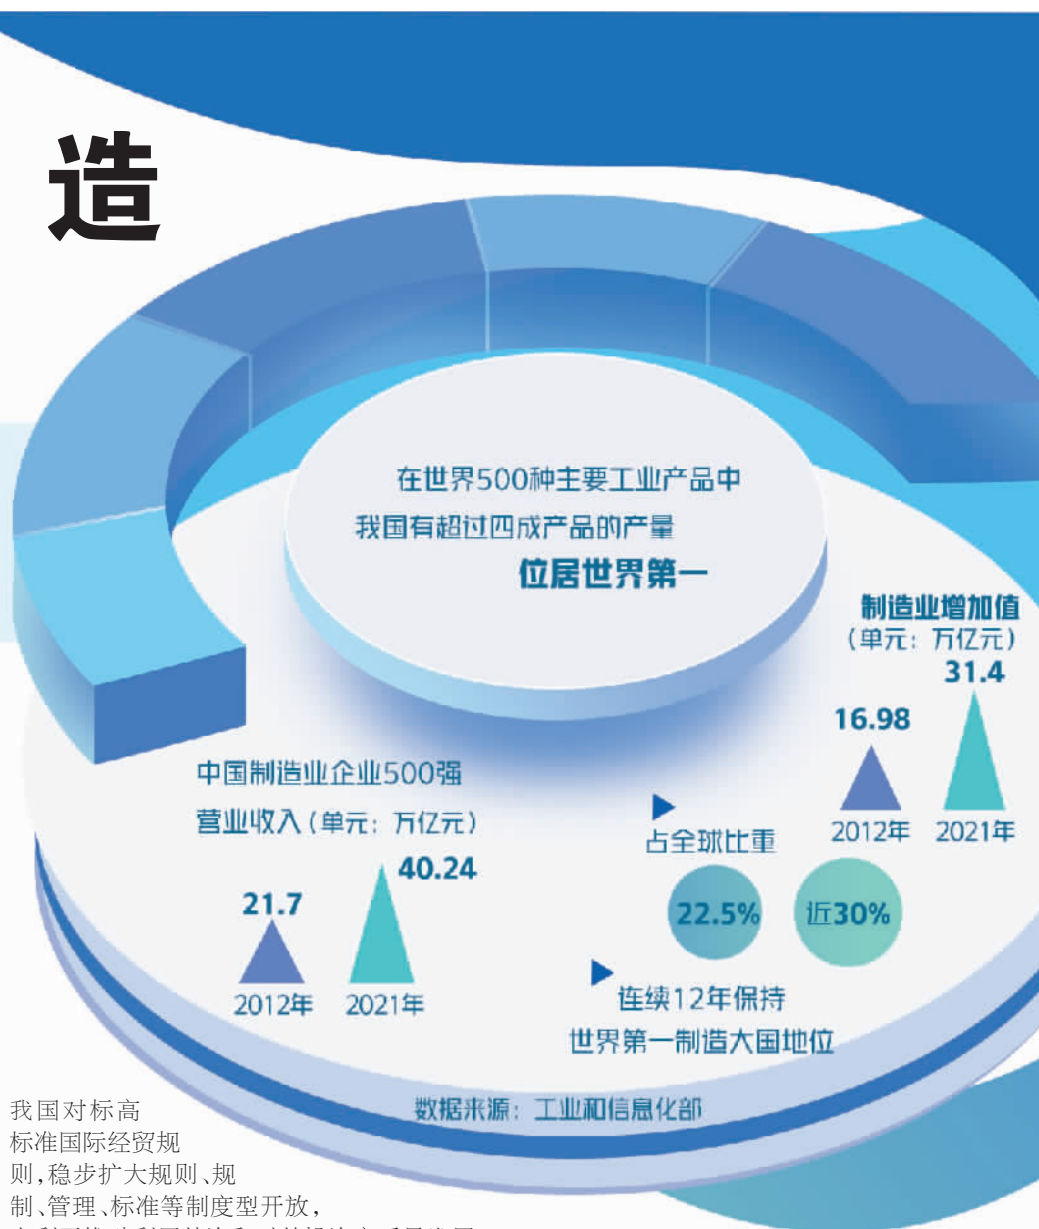 造
在世界500种主要工业产品中
我国有超过四成产品的产量
位居世界第一
制造业增加值
（单元：万亿元）
31.4
16.98
2012年 2021年
中国制造业企业500强
营业收入（单元：万亿元）
40.24
21.7
2012年 2021年
占全球比重
22.5% 近30%
连续12年保持
世界第一制造大国地位
数据来源：工业和信息化部
我国对标高
标准国际经贸规
则，稳步扩大规则、规
制、管理、标准等制度型开放，